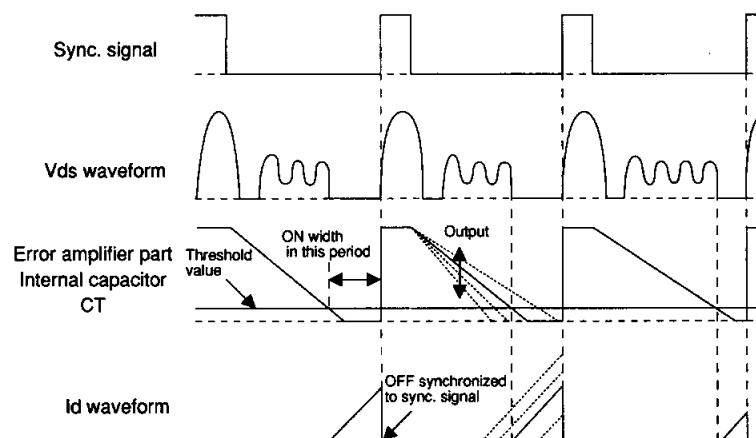 Sync. signal
Vds waveform
Error amplifier part
Internal capacitor
CT
Threshold
value
ON width
in this period
Output
Id waveform
OFF synchronized
to sync. signal